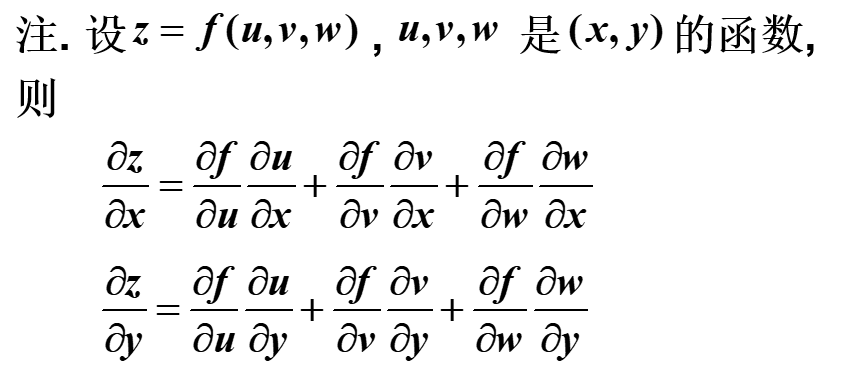 注. 设 z = f(u,v,w) , u,v,w 是 (x, y) 的函数,
则
∂z/∂x = ∂f/∂u ∂u/∂x + ∂f/∂v ∂v/∂x + ∂f/∂w ∂w/∂x
∂z/∂y = ∂f/∂u ∂u/∂y + ∂f/∂v ∂v/∂y + ∂f/∂w ∂w/∂y